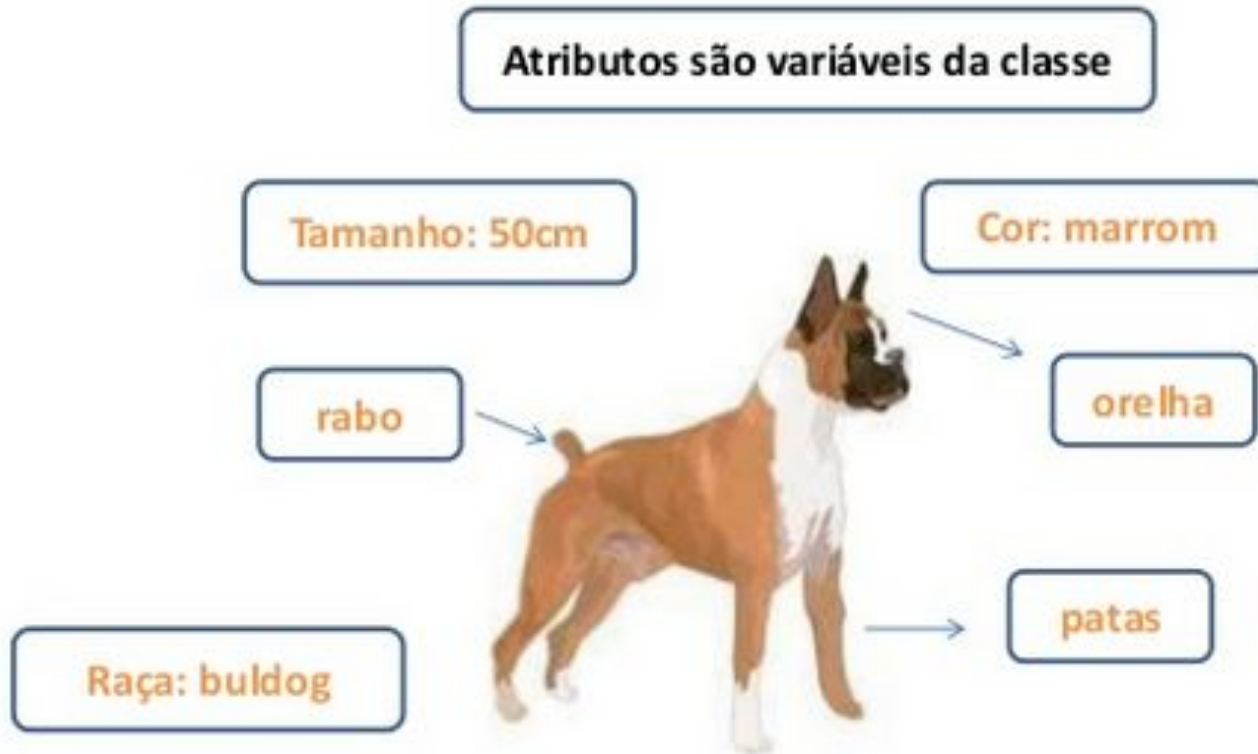 Atributos são variáveis da classe
Tamanho: 50cm
Cor: marrom
rabo
orelha
patas
Raça: buldog